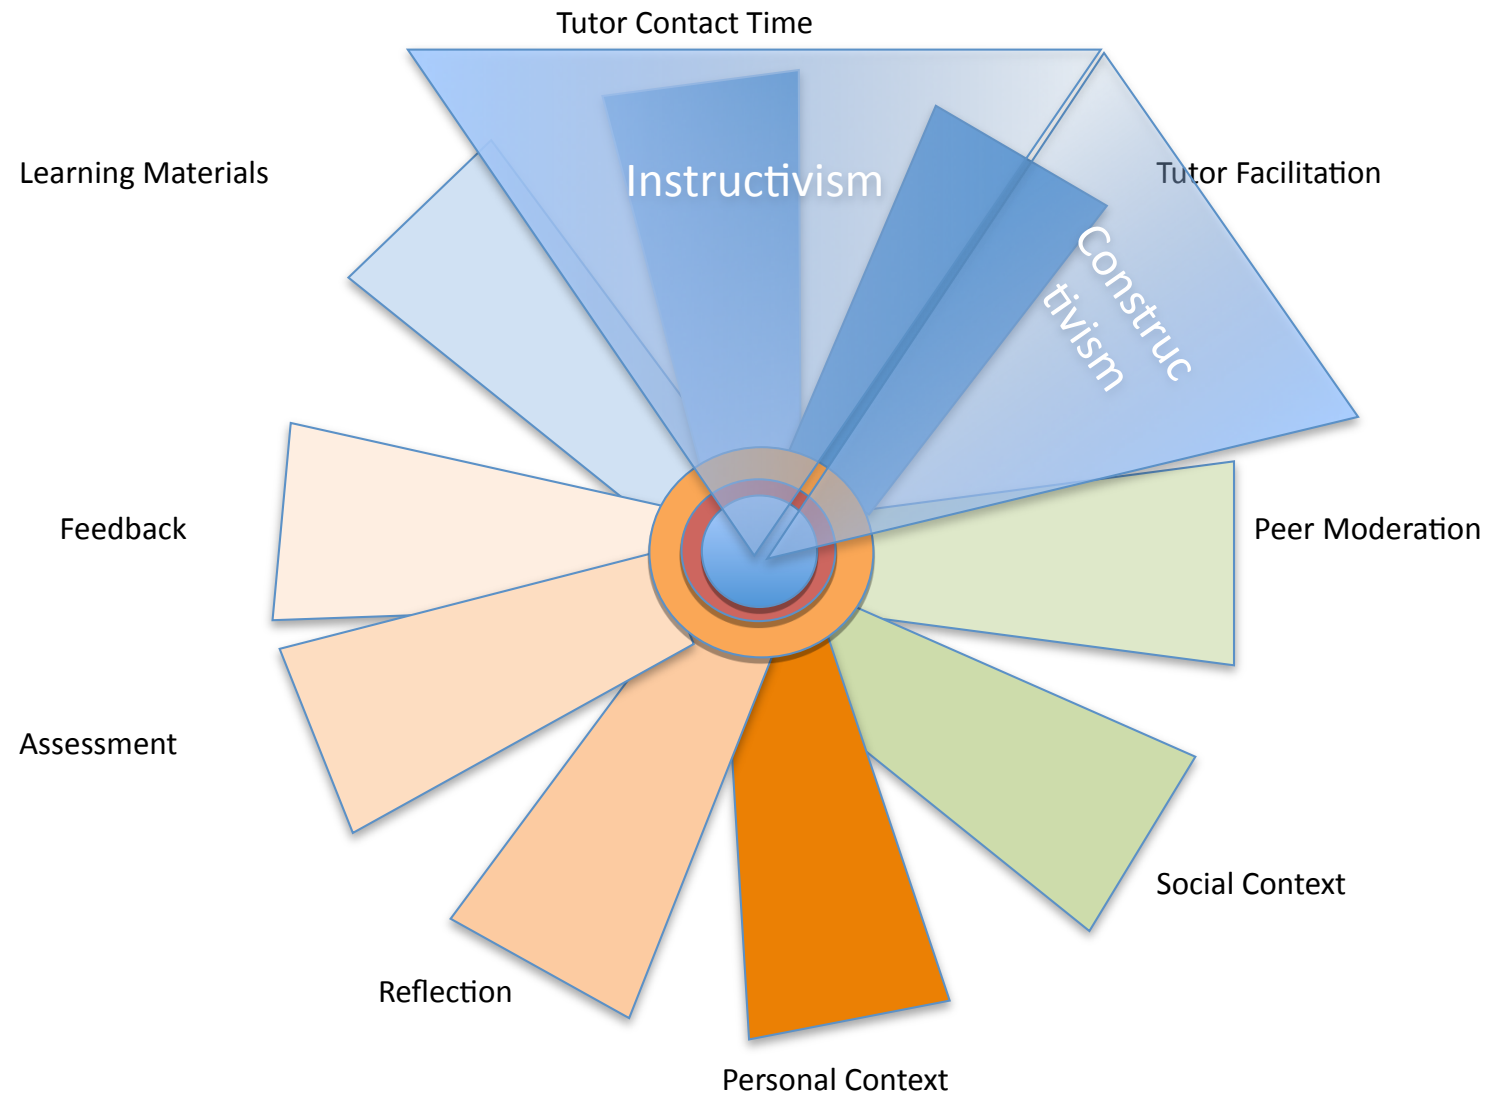 Tutor Contact Time
Learning Materials
Instructivism
Tutor Facilitation
Construc
tivism
Feedback
Peer Moderation
Assessment
Social Context
Reflection
Personal Context